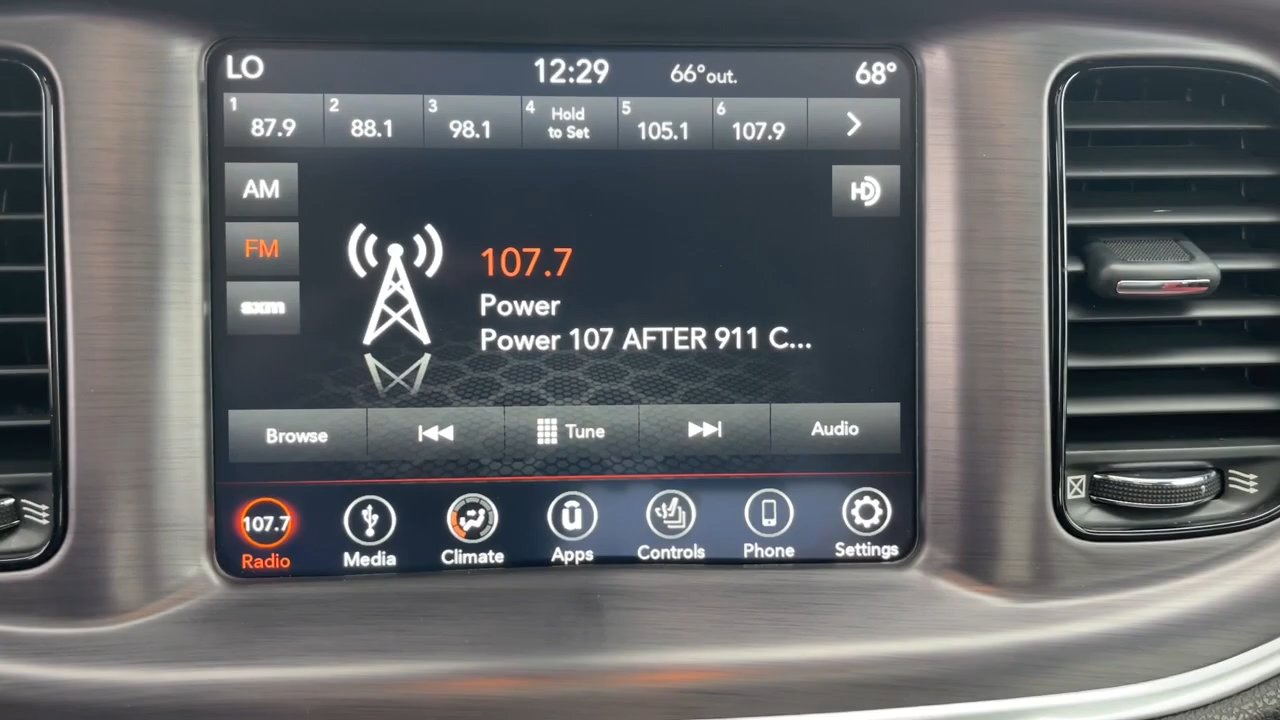 LO 12:29 66° out. 68°
1 87.9 2 88.1 3 98.1 4 Hold to Set 5 105.1 6 107.9
AM
HD
FM
107.7
sxm
Power
Power 107 AFTER 911 C...
Browse Tune Audio
107.7 ū
Radio Media Climate Apps Controls Phone Settings